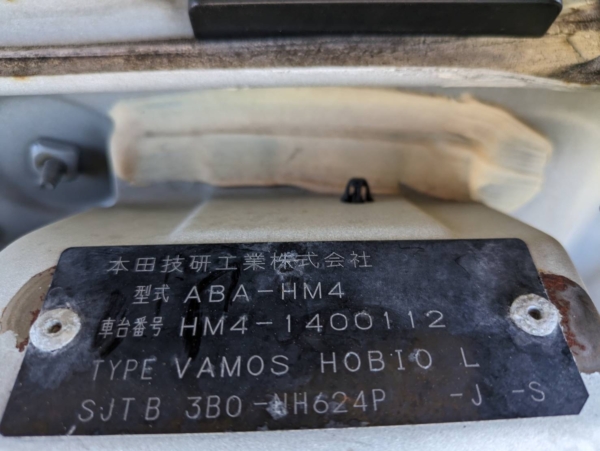 本田技研工業株式会社
型式 ABA-HM4
車台番号 HM4-1400112
TYPE VAMOS HOBIO L
SJTB 3B0-NH624P -J -S